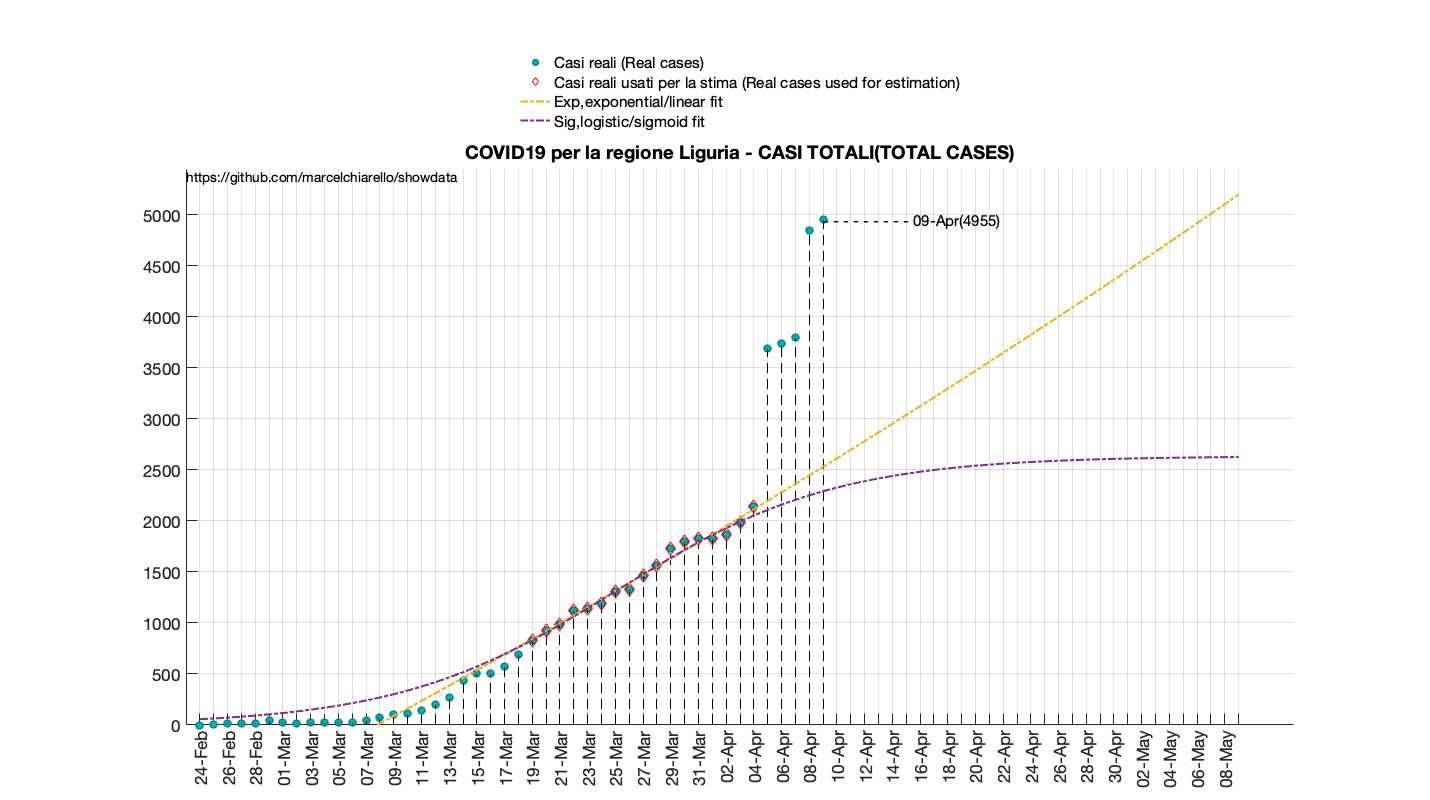 Casi reali (Real cases)
Casi reali usati per la stima (Real cases used for estimation)
Exp,exponential/linear fit
Sig,logistic/sigmoid fit
COVID19 per la regione Liguria - CASI TOTALI(TOTAL CASES)
https://github.com/marcelchiarello/showdata
5000
4500
4000
3500
3000
2500
2000
1500
1000
500
0
09-Apr(4955)
24-Feb
26-Feb
28-Feb
01-Mar
03-Mar
05-Mar
07-Mar
09-Mar
11-Mar
13-Mar
15-Mar
17-Mar
19-Mar
21-Mar
23-Mar
25-Mar
27-Mar
29-Mar
31-Mar
02-Apr
04-Apr
06-Apr
08-Apr
10-Apr
12-Apr
14-Apr
16-Apr
18-Apr
20-Apr
22-Apr
24-Apr
26-Apr
28-Apr
30-Apr
02-May
04-May
06-May
08-May